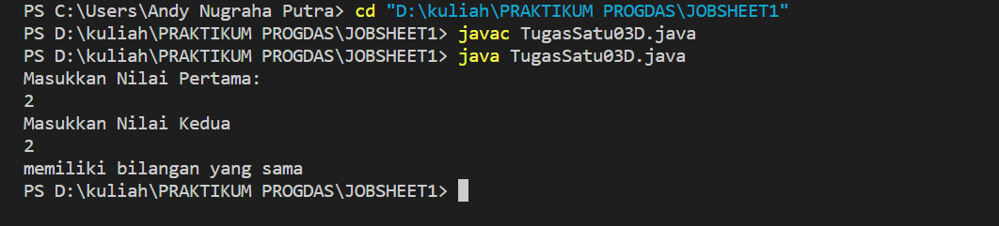 PS C:\Users\Andy Nugraha Putra> cd "D:\kuliah\PRAKTIKUM PROGDAS\JOBSHEET1"
PS D:\kuliah\PRAKTIKUM PROGDAS\JOBSHEET1> javac TugasSatu03D.java
PS D:\kuliah\PRAKTIKUM PROGDAS\JOBSHEET1> java TugasSatu03D.java
Masukkan Nilai Pertama:
2
Masukkan Nilai Kedua
2
memiliki bilangan yang sama
PS D:\kuliah\PRAKTIKUM PROGDAS\JOBSHEET1>